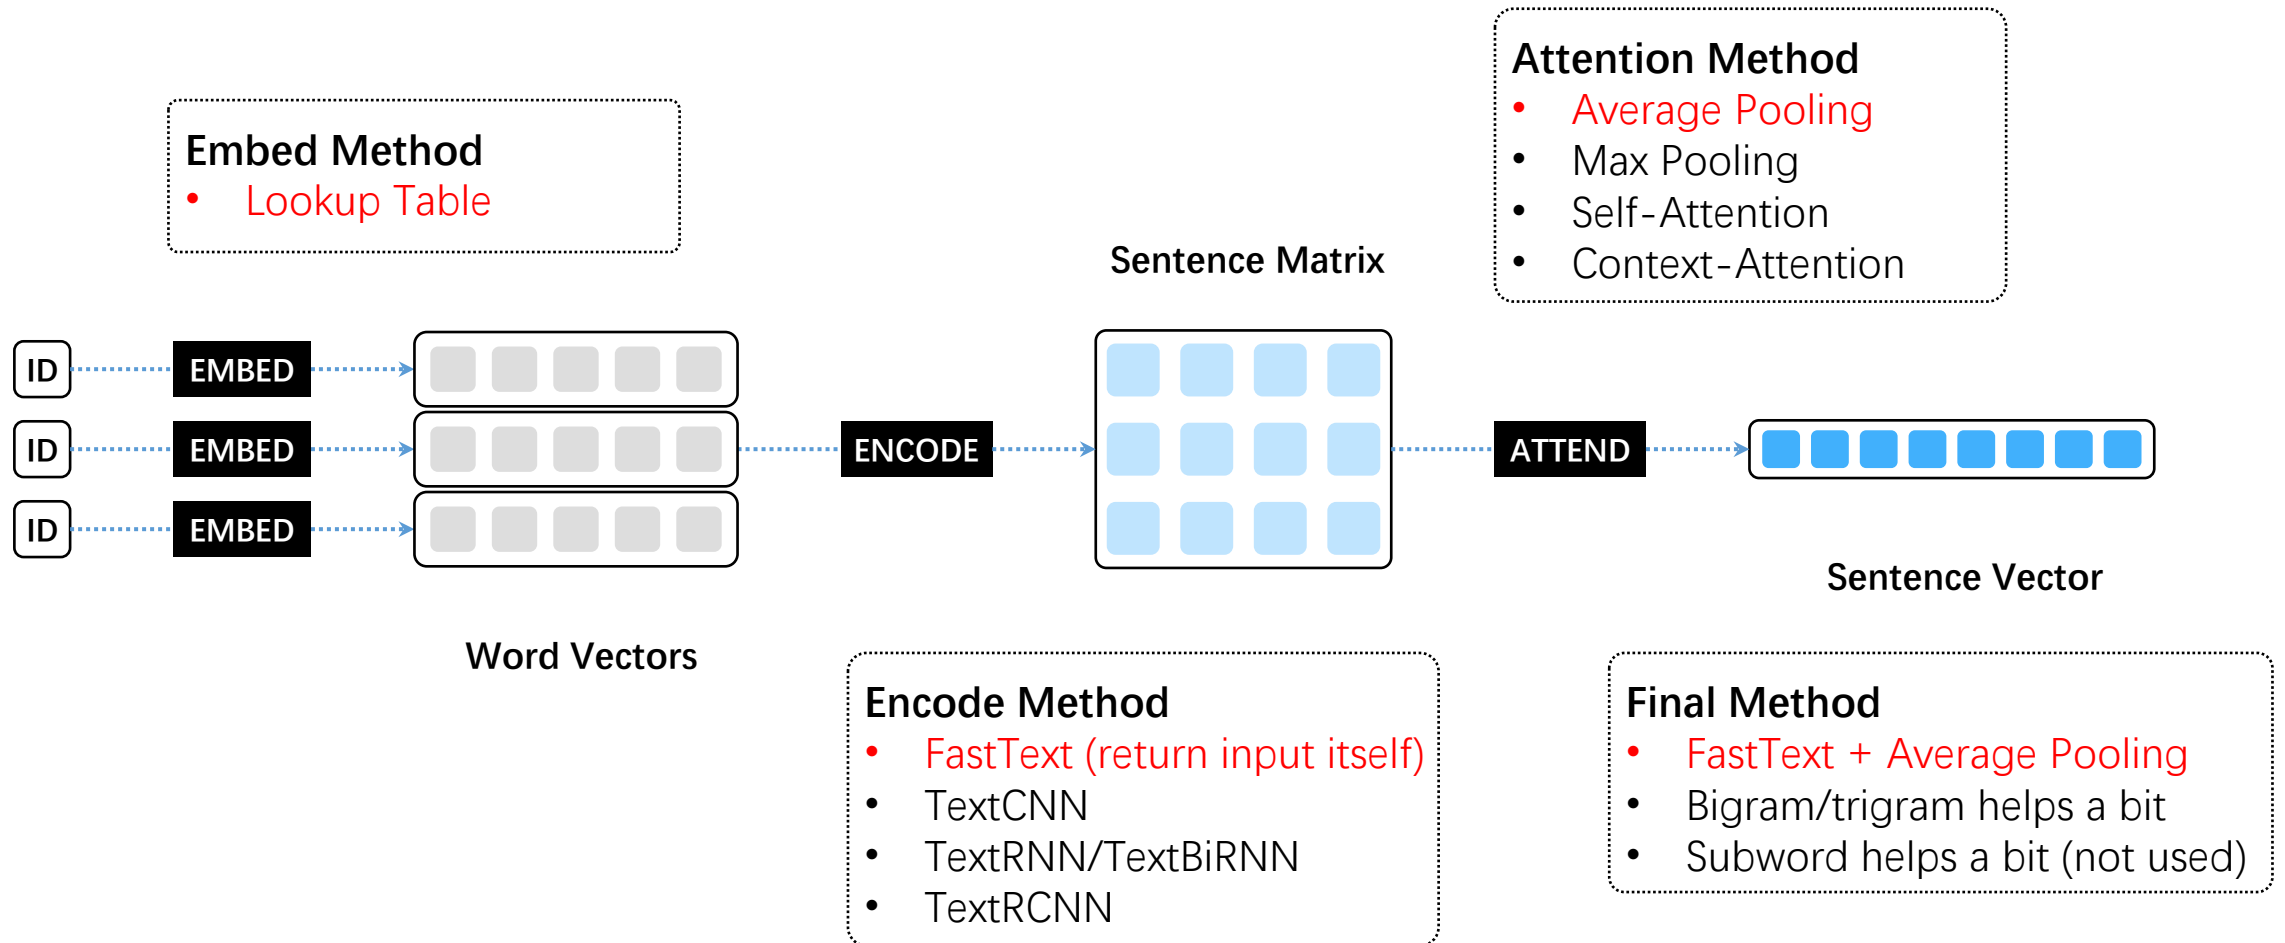 Embed Method
• Lookup Table
Attention Method
• Average Pooling
• Max Pooling
• Self-Attention
• Context-Attention
Sentence Matrix
ID
EMBED
ID
EMBED
ENCODE
ATTEND
ID
EMBED
Sentence Vector
Word Vectors
Encode Method
• FastText (return input itself)
• TextCNN
• TextRNN/TextBiRNN
• TextRCNN
Final Method
• FastText + Average Pooling
• Bigram/trigram helps a bit
• Subword helps a bit (not used)